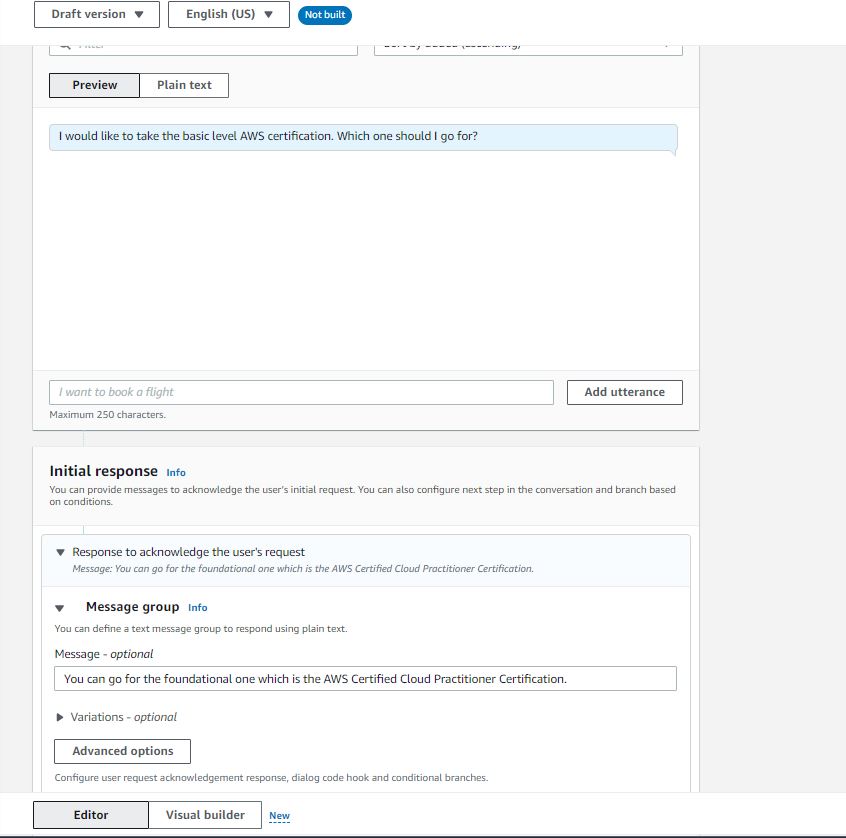 Draft version
English (US)
Not built
Preview
Plain text
I would like to take the basic level AWS certification. Which one should I go for?
I want to book a flight
Add utterance
Maximum 250 characters.
Initial response Info
You can provide messages to acknowledge the user's initial request. You can also configure next step in the conversation and branch based
on conditions.
Response to acknowledge the user's request
Message: You can go for the foundational one which is the AWS Certified Cloud Practitioner Certification.
Message group Info
You can define a text message group to respond using plain text.
Message - optional
You can go for the foundational one which is the AWS Certified Cloud Practitioner Certification.
Variations - optional
Advanced options
Configure user request acknowledgement response, dialog code hook and conditional branches.
Editor
Visual builder
New